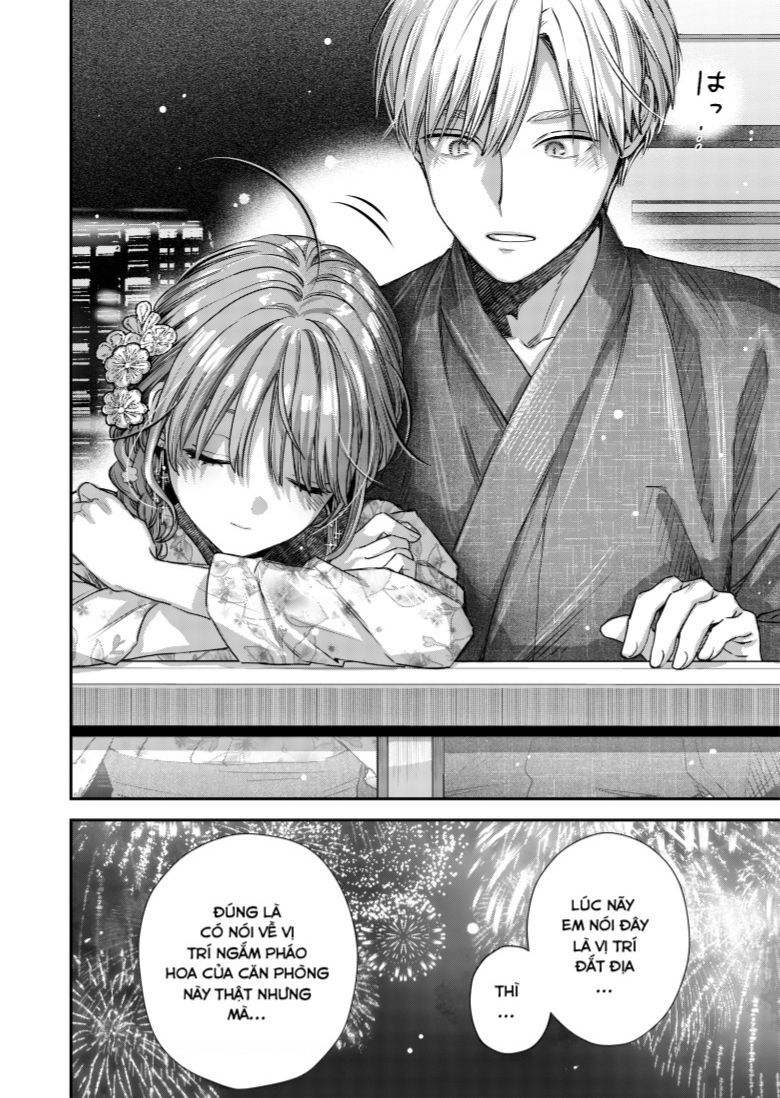 はっ…
LÚC NÃY
EM NÓI ĐÂY
LÀ VỊ TRÍ
ĐẮT ĐỊA
...
THÌ
...
ĐÚNG LÀ
CÓ NÓI VỀ VỊ
TRÍ NGẮM PHÁO
HOA CỦA CĂN PHÒNG
NÀY THẬT NHƯNG
MÀ...